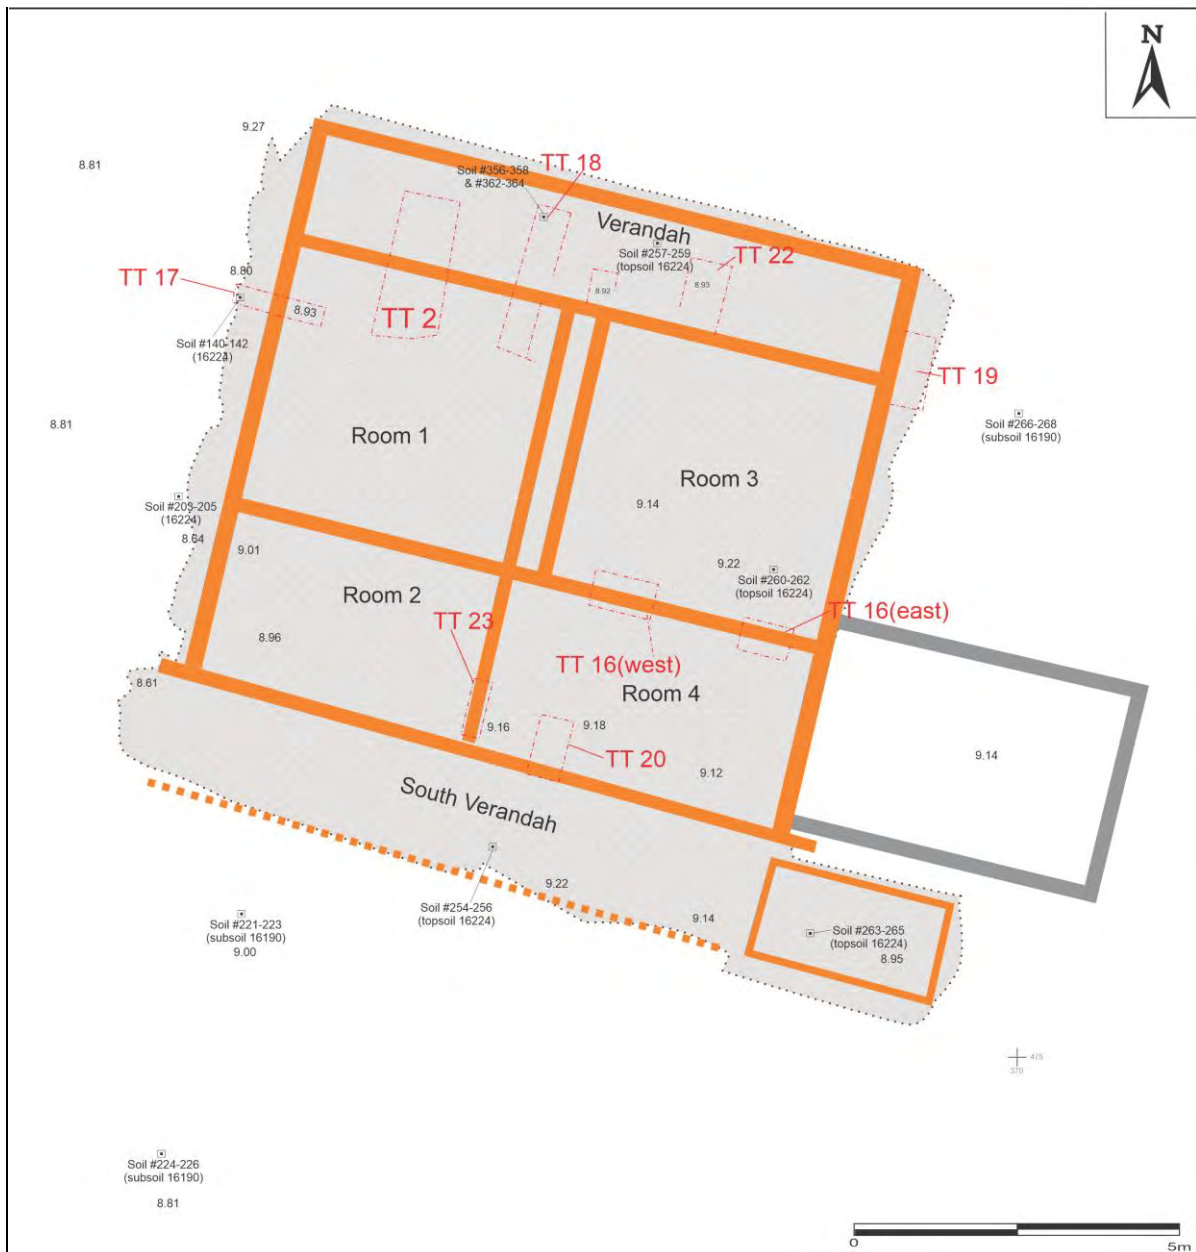 N
9.27
8.81
TT 18
Soil #356-358
& #362-364
Verandah
Soil #257-259
(topsoil 16224)
TT 22
TT 17
8.80
8.93
TT 2
8.92
8.93
Soil #140-142
(16224)
TT 19
8.81
Soil #266-268
(subsoil 16190)
Room 1
Room 3
9.14
Soil #203-205
(16224)
8.64
9.01
9.22
Soil #260-262
(topsoil 16224)
Room 2
TT 23
TT 16(east)
8.96
TT 16(west)
Room 4
8.61
9.16
9.18
TT 20
9.12
9.14
South Verandah
9.22
Soil #254-256
(topsoil 16224)
9.14
Soil #221-223
(subsoil 16190)
9.00
Soil #263-265
(topsoil 16224)
8.95
475
370
Soil #224-226
(subsoil 16190)
8.81
0
5m